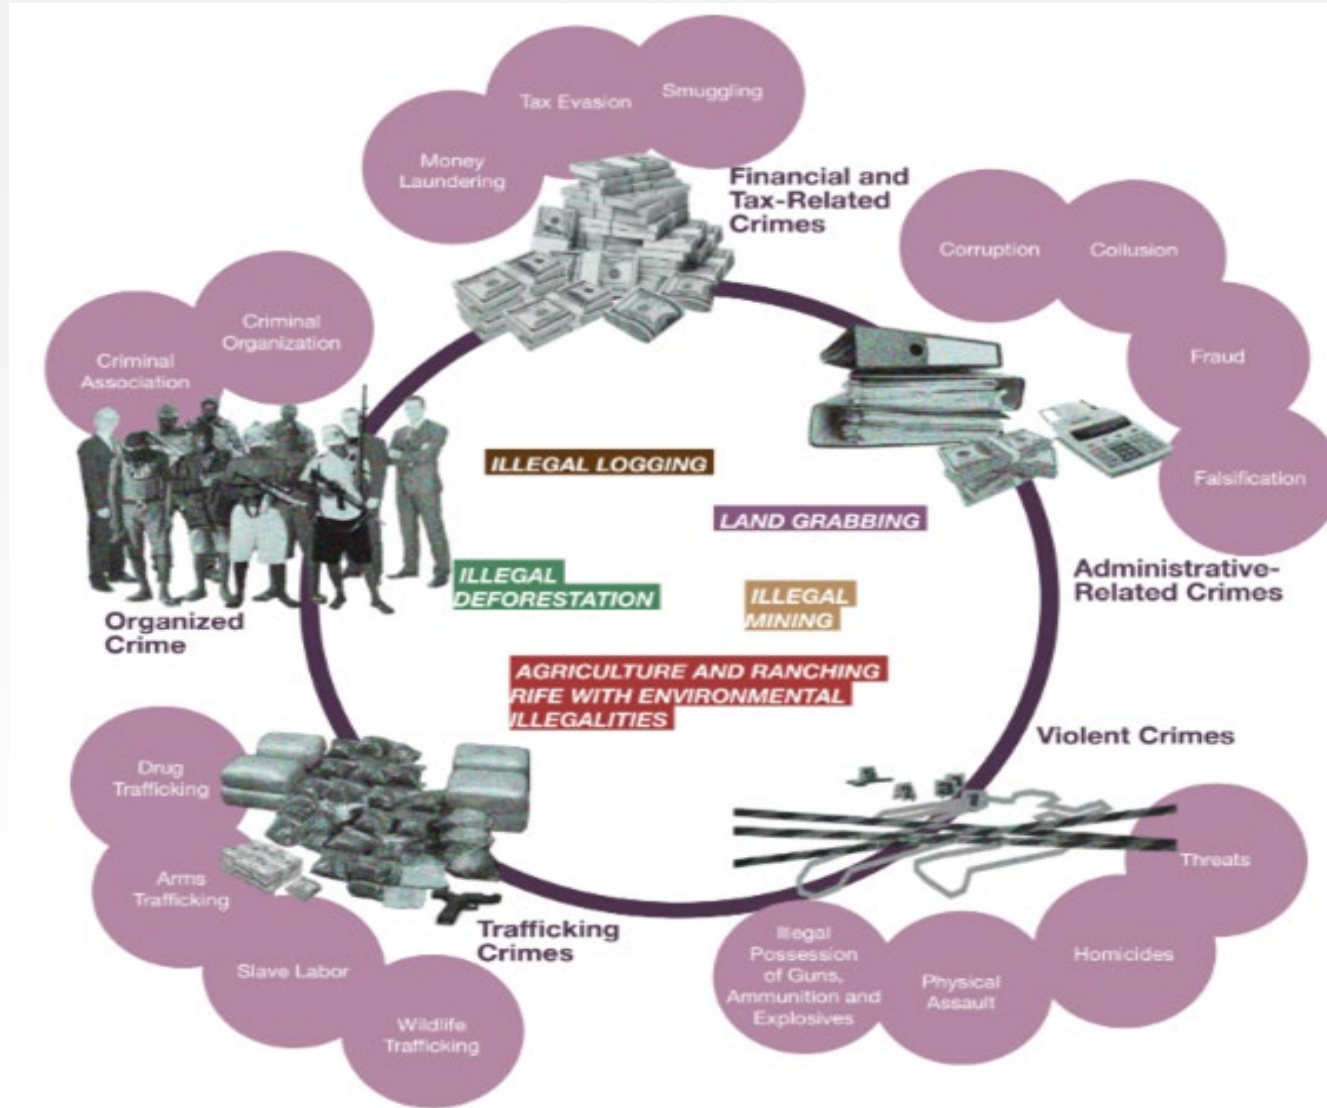 Tax Evasion
Smuggling
Money
Laundering
Financial and
Tax-Related
Crimes
Corruption
Collusion
Fraud
Falsification
Administrative-
Related Crimes
Criminal
Organization
Criminal
Association
Organized
Crime
ILLEGAL LOGGING
LAND GRABBING
ILLEGAL
DEFORESTATION
ILLEGAL
MINING
AGRICULTURE AND RANCHING
RIFE WITH ENVIRONMENTAL
ILLEGALITIES
Violent Crimes
Threats
Homicides
Physical
Assault
Illegal
Possession
of Guns,
Ammunition and
Explosives
Drug
Trafficking
Arms
Trafficking
Slave Labor
Wildlife
Trafficking
Trafficking
Crimes